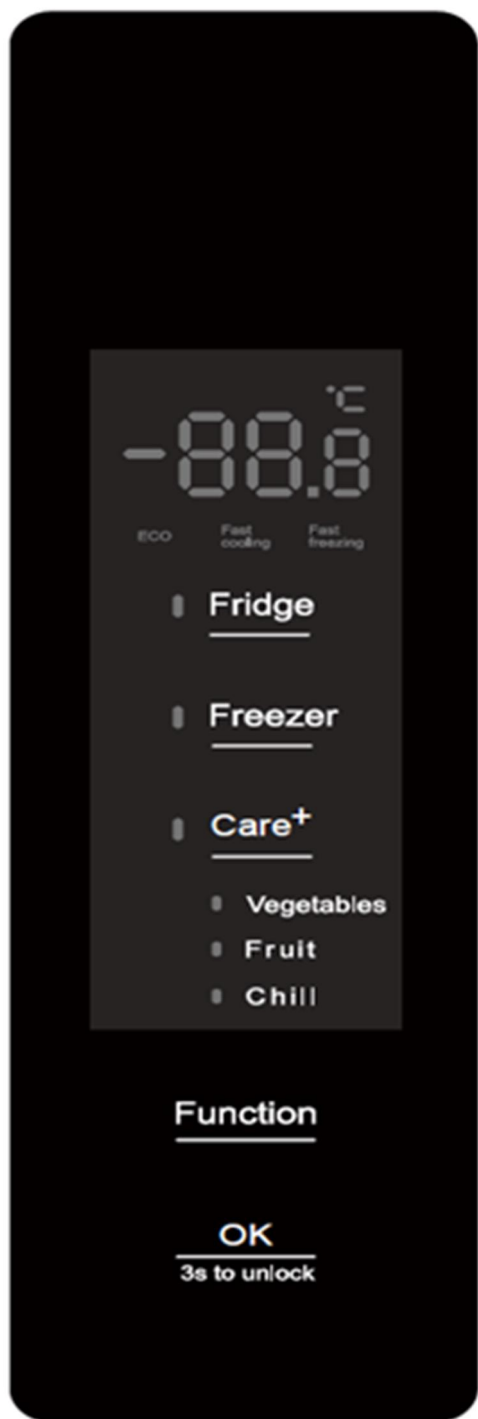 °C
-88.8
ECO Fast cooling Fast freezing
Fridge
Freezer
Care+
Vegetables
Fruit
Chill
Function
OK
3s to unlock